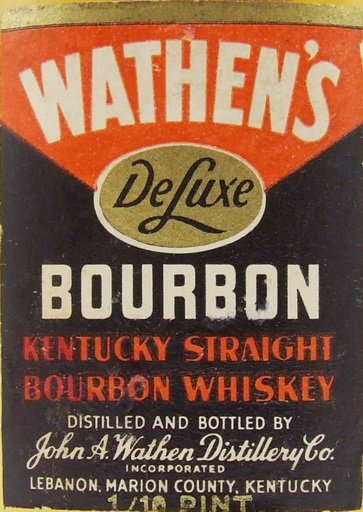 WATHEN'S
DeLuxe
BOURBON
KENTUCKY STRAIGHT
BOURBON WHISKEY
DISTILLED AND BOTTLED BY
John A. Wathen Distillery Co.
INCORPORATED
LEBANON, MARION COUNTY, KENTUCKY
1/10 PINT